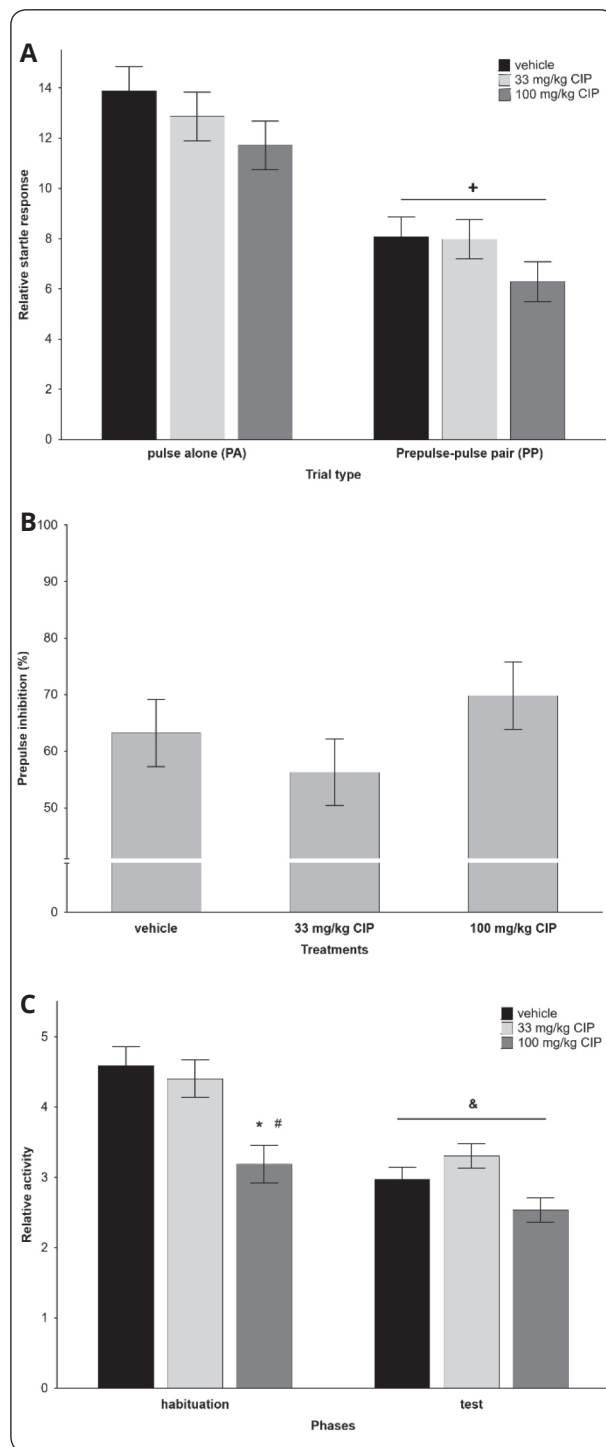 A
vehicle
33 mg/kg CIP
100 mg/kg CIP
14
12
10
8
6
4
2
0
Relative startle response
+
pulse alone (PA) Prepulse-pulse pair (PP)
Trial type
B
100
90
80
70
60
50
0
Prepulse inhibition (%)
vehicle 33 mg/kg CIP 100 mg/kg CIP
Treatments
C
vehicle
33 mg/kg CIP
100 mg/kg CIP
5
4
3
2
1
0
Relative activity
* #
&
habituation test
Phases